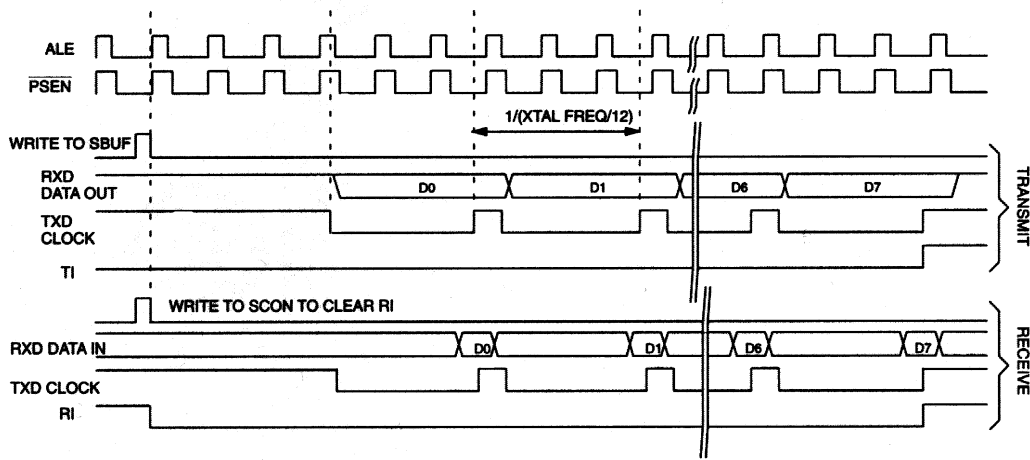 ALE
PSEN
1/(XTAL FREQ/12)
WRITE TO SBUF
RXD
DATA OUT
D0
D1
D6
D7
TXD
CLOCK
TI
TRANSMIT
WRITE TO SCON TO CLEAR RI
RXD DATA IN
D0
D1
D6
D7
TXD CLOCK
RI
RECEIVE